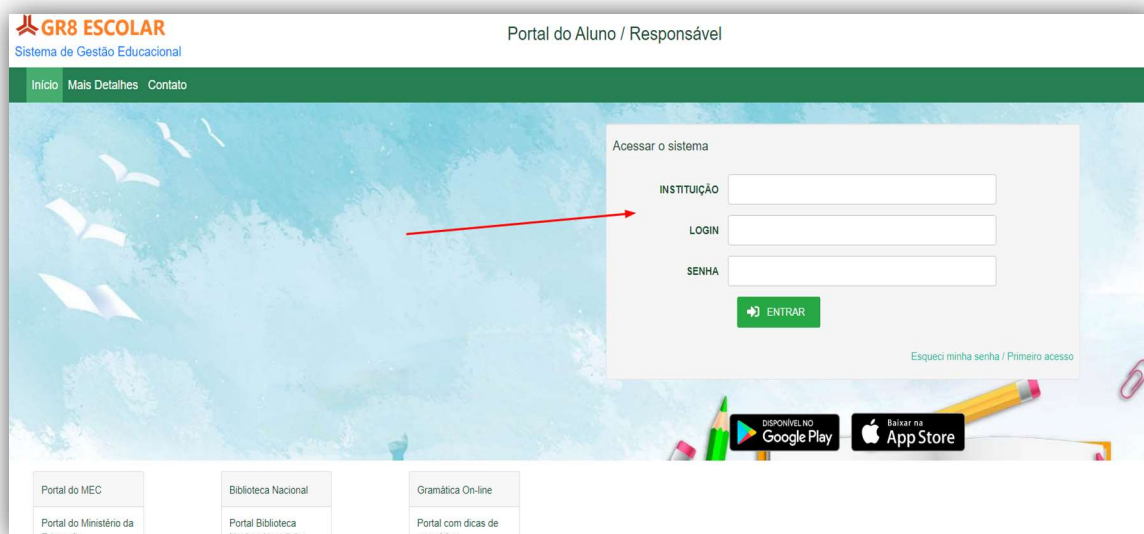 GR8 ESCOLAR
Sistema de Gestão Educacional
Portal do Aluno / Responsável
Início Mais Detalhes Contato
Acessar o sistema
INSTITUIÇÃO
LOGIN
SENHA
ENTRAR
Esqueci minha senha / Primeiro acesso
DISPONÍVEL NO
Google Play
Baixar na
App Store
Portal do MEC
Portal do Ministério da
Biblioteca Nacional
Portal Biblioteca
Gramática On-line
Portal com dicas de